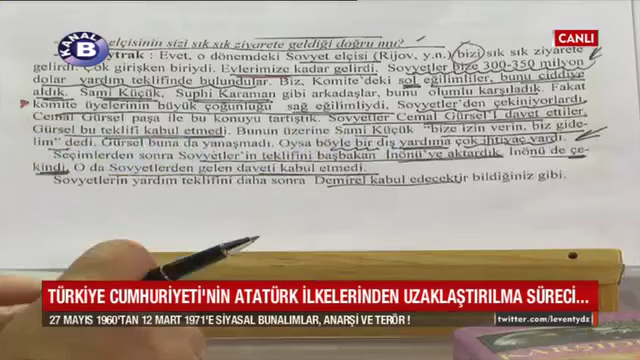 KANAL B
CANLI
elçisinin sizi sık sık ziyarete geldiği doğru mu?
ytrak : Evet, o dönemdeki Sovyet elçisi (Rijov, y.n.) bizi sık sık ziyarete
gelirdi. Çok girişken biriydi. Evlerimize kadar gelirdi. Sovyetler bize 300-350 milyon
dolar yardım teklifinde bulundular. Biz, Komite'deki sol eğilimliler, bunu ciddiye
aldık. Sami Küçük, Suphi Karaman gibi arkadaşlar, bunu olumlu karşıladık. Fakat
komite üyelerinin büyük çoğunluğu sağ eğilimliydi. Sovyetler'den çekiniyorlardı.
Cemal Gürsel paşa ile bu konuyu tartıştık. Sovyetler Cemal Gürsel'i davet ettiler,
Gürsel bu teklifi kabul etmedi. Bunun üzerine Sami Küçük "bize izin verin, biz gide-
lim" dedi. Gürsel buna da yanaşmadı. Oysa böyle bir dış yardıma çok ihtiyaç vardı.
Seçimlerden sonra Sovyetler'in teklifini başbakan İnönü'ye aktardık. İnönü de çe-
kindi. O da Sovyetlerden gelen daveti kabul etmedi.
Sovyetlerin yardım teklifini daha sonra Demirel kabul edecektir bildiğiniz gibi.
TÜRKİYE CUMHURİYETİ'NİN ATATÜRK İLKELERİNDEN UZAKLAŞTIRILMA SÜRECİ...
27 MAYIS 1960'TAN 12 MART 1971'E SİYASAL BUNALIMLAR, ANARŞİ VE TERÖR !
twitter.com/leventydz